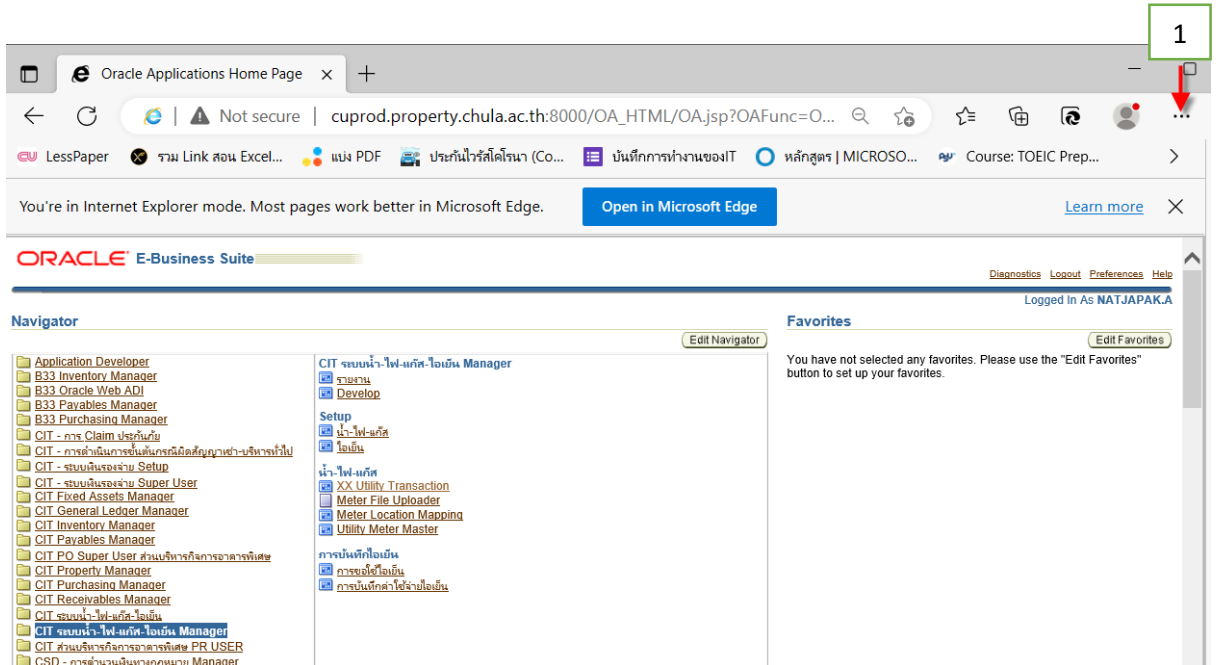 1
Oracle Applications Home Page
Not secure
cuprod.property.chula.ac.th:8000/OA_HTML/OA.jsp?OAFunc=O...
LessPaper
รวม Link สอน Excel...
แบ่ง PDF
ประกันไวรัสโคโรนา (Co...
บันทึกการทำงานของIT
หลักสูตร | MICROSO...
Course: TOEIC Prep...
You're in Internet Explorer mode. Most pages work better in Microsoft Edge.
Open in Microsoft Edge
Learn more
ORACLE E-Business Suite
Diagnostics Logout Preferences Help
Logged In As NATJAPAK.A
Navigator
Edit Navigator
Application Developer
B33 Inventory Manager
B33 Oracle Web ADI
B33 Payables Manager
B33 Purchasing Manager
CIT - การ Claim ประกันภัย
CIT - การดำเนินการขั้นต้นกรณีผิดสัญญาเช่า-บริหารทั่วไป
CIT - ระบบเงินรองจ่าย Setup
CIT - ระบบเงินรองจ่าย Super User
CIT Fixed Assets Manager
CIT General Ledger Manager
CIT Inventory Manager
CIT Payables Manager
CIT PO Super User ส่วนบริหารกิจการอาคารพิเศษ
CIT Property Manager
CIT Purchasing Manager
CIT Receivables Manager
CIT ระบบน้ำ-ไฟ-แก๊ส-ไอเย็น
CIT ระบบน้ำ-ไฟ-แก๊ส-ไอเย็น Manager
CIT ส่วนบริหารกิจการอาคารพิเศษ PR USER
CSD - การคำนวนเงินทางกฎหมาย Manager
CIT ระบบน้ำ-ไฟ-แก๊ส-ไอเย็น Manager
รายงาน
Develop
Setup
น้ำ-ไฟ-แก๊ส
ไอเย็น
น้ำ-ไฟ-แก๊ส
XX Utility Transaction
Meter File Uploader
Meter Location Mapping
Utility Meter Master
การบันทึกไอเย็น
การขอใช้ไอเย็น
การบันทึกค่าใช้จ่ายไอเย็น
Favorites
Edit Favorites
You have not selected any favorites. Please use the "Edit Favorites"
button to set up your favorites.